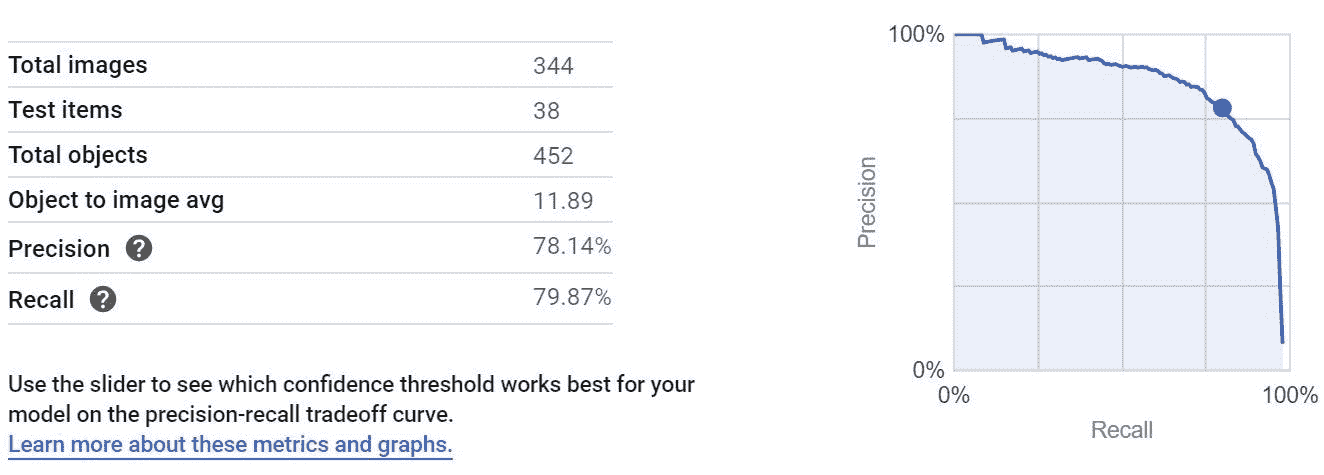 Total images 344
Test items 38
Total objects 452
Object to image avg 11.89
Precision ? 78.14%
Recall ? 79.87%
Use the slider to see which confidence threshold works best for your
model on the precision-recall tradeoff curve.
Learn more about these metrics and graphs.
100%
Precision
0%
0% 100%
Recall